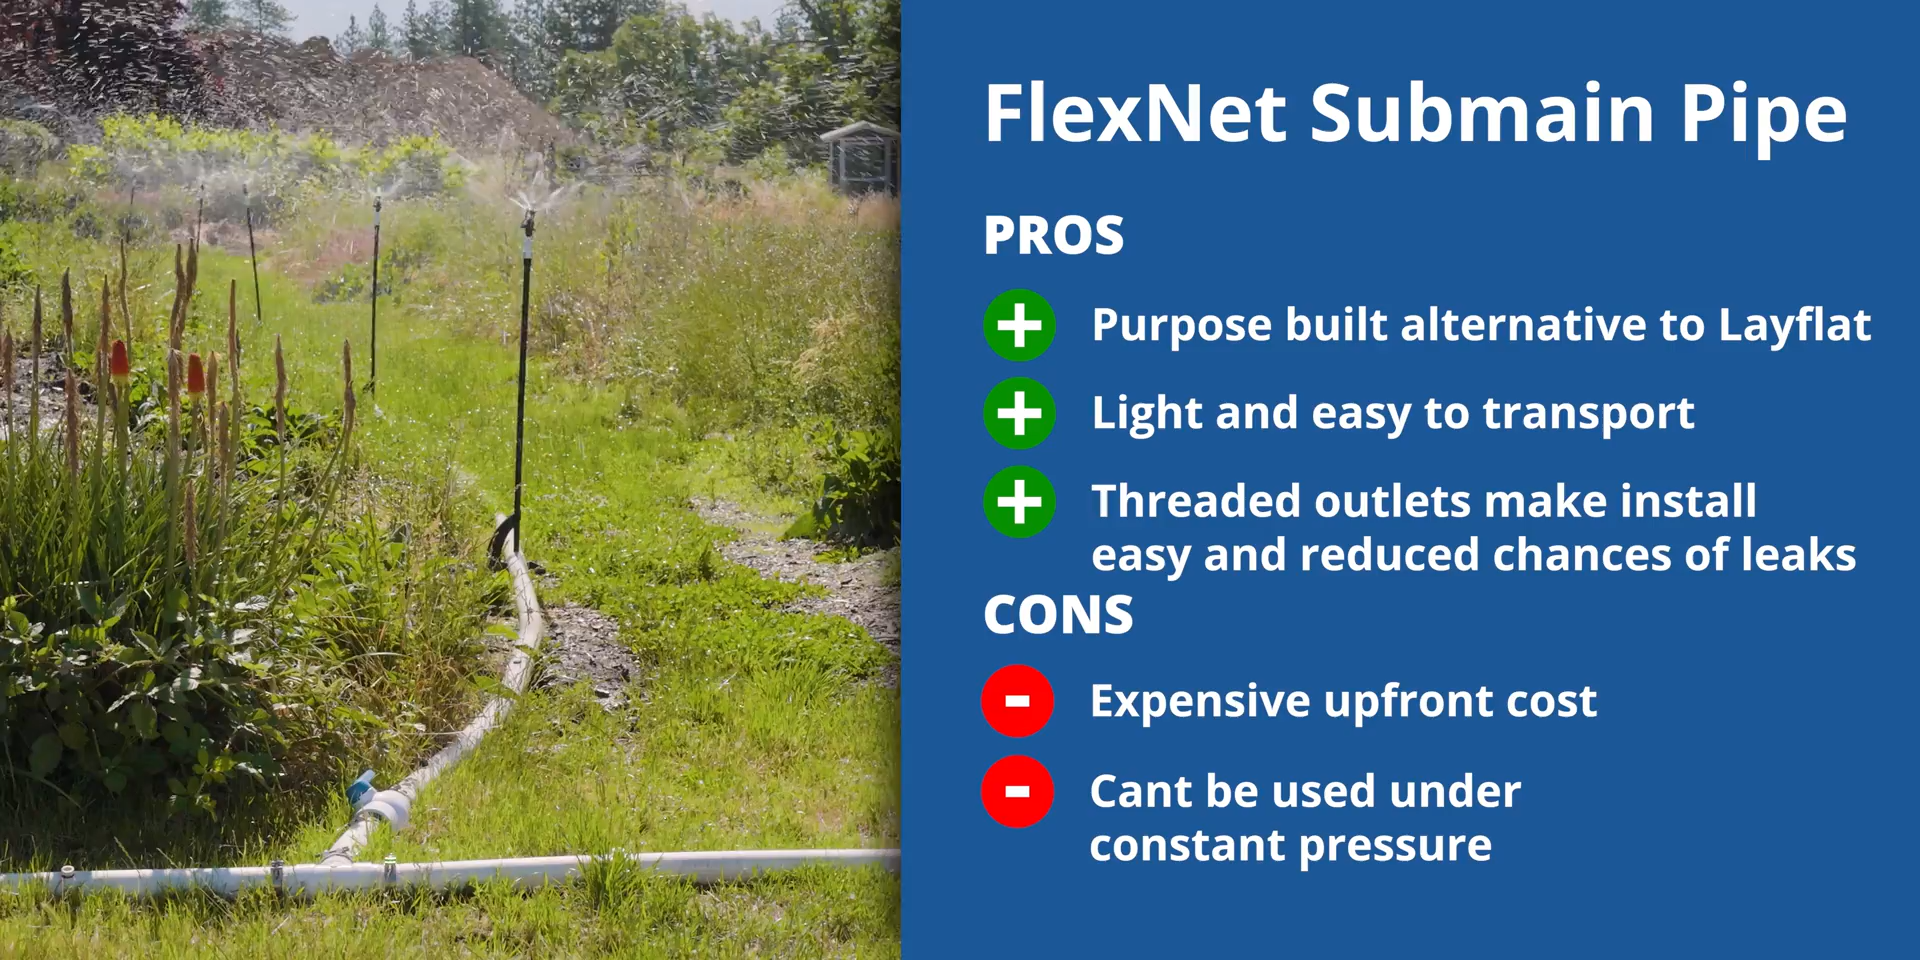 FlexNet Submain Pipe
PROS
+ Purpose built alternative to Layflat
+ Light and easy to transport
+ Threaded outlets make install
easy and reduced chances of leaks
CONS
- Expensive upfront cost
- Cant be used under
constant pressure